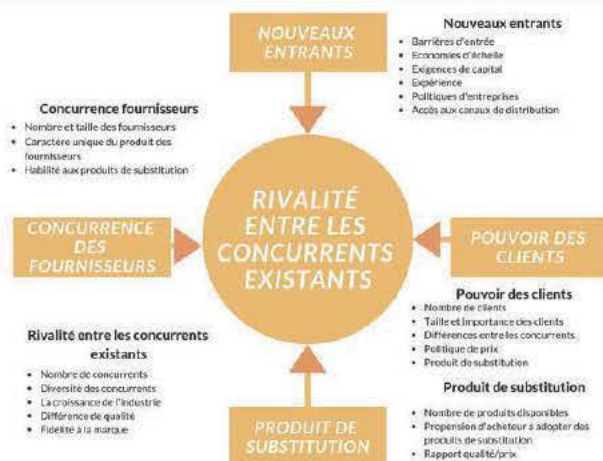 NOUVEAUX
ENTRANTS
Nouveaux entrants
Barrières d'entrée
Economies d'échelle
Exigences de capital
Expérience
Politiques d'entreprises
Accès aux canaux de distribution
Concurrence fournisseurs
Nombre et taille des fournisseurs
Caractère unique du produit des
fournisseurs
Habilité aux produits de substitution
RIVALITÉ
ENTRE LES
CONCURRENTS
EXISTANTS
CONCURRENCE
DES
FOURNISSEURS
POUVOIR DES
CLIENTS
Pouvoir des clients
Nombre de clients
Taille et importance des clients
Différences entre les concurrents
Politique de prix
Produit de substitution
Rivalité entre les concurrents
existants
Nombre de concurrents
Diversité des concurrents
La croissance de l'industrie
Différence de qualité
Fidélité à la marque
PRODUIT DE
SUBSTITUTION
Produit de substitution
Nombre de produits disponibles
Propension d'acheteur à adopter des
produits de substitution
Rapport qualité/prix